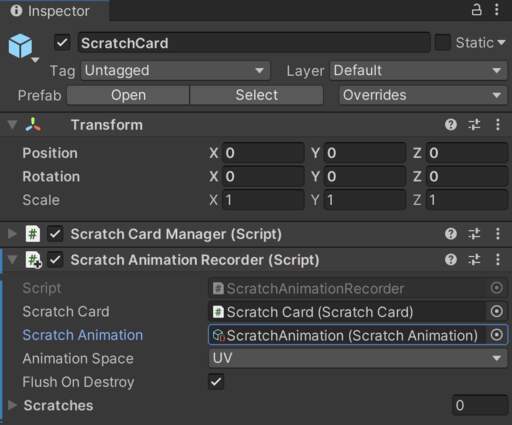 Inspector
ScratchCard Static
Tag Untagged Layer Default
Prefab Open Select Overrides
Transform
Position X 0 Y 0 Z 0
Rotation X 0 Y 0 Z 0
Scale X 1 Y 1 Z 1
# Scratch Card Manager (Script)
# Scratch Animation Recorder (Script)
Script # ScratchAnimationRecorder
Scratch Card # Scratch Card (Scratch Card)
Scratch Animation ScratchAnimation (Scratch Animation)
Animation Space UV
Flush On Destroy
Scratches 0